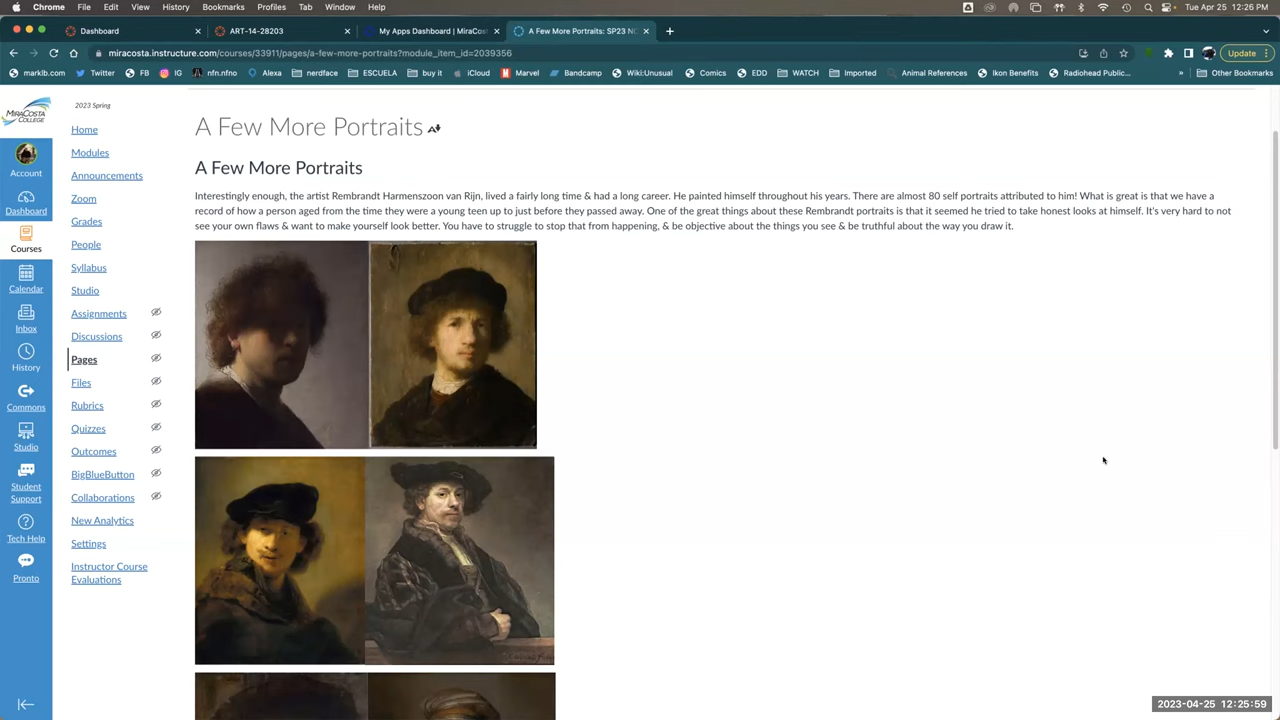 Chrome File Edit View History Bookmarks Profiles Tab Window Help
Tue Apr 25 12:26 PM
Dashboard
ART-14-28203
My Apps Dashboard | MiraCos
A Few More Portraits: SP23 NC
miracosta.instructure.com/courses/33911/pages/a-few-more-portraits?module_item_id=2039356
Update
marklb.com Twitter FB IG nfn.nfno Alexa nerdface ESCUELA buy it iCloud Marvel Bandcamp Wiki:Unusual Comics EDD WATCH Imported Animal References Ikon Benefits Radiohead Public... » Other Bookmarks
MIRACOSTA
COLLEGE
Account
Dashboard
Courses
Calendar
Inbox
History
Commons
Studio
Student
Support
Tech Help
Pronto
2023 Spring
Home
Modules
Announcements
Zoom
Grades
People
Syllabus
Studio
Assignments
Discussions
Pages
Files
Rubrics
Quizzes
Outcomes
BigBlueButton
Collaborations
New Analytics
Settings
Instructor Course
Evaluations
A Few More Portraits
A Few More Portraits
Interestingly enough, the artist Rembrandt Harmenszoon van Rijn, lived a fairly long time & had a long career. He painted himself throughout his years. There are almost 80 self portraits attributed to him! What is great is that we have a
record of how a person aged from the time they were a young teen up to just before they passed away. One of the great things about these Rembrandt portraits is that it seemed he tried to take honest looks at himself. It's very hard to not
see your own flaws & want to make yourself look better. You have to struggle to stop that from happening, & be objective about the things you see & be truthful about the way you draw it.
2023-04-25 12:25:59